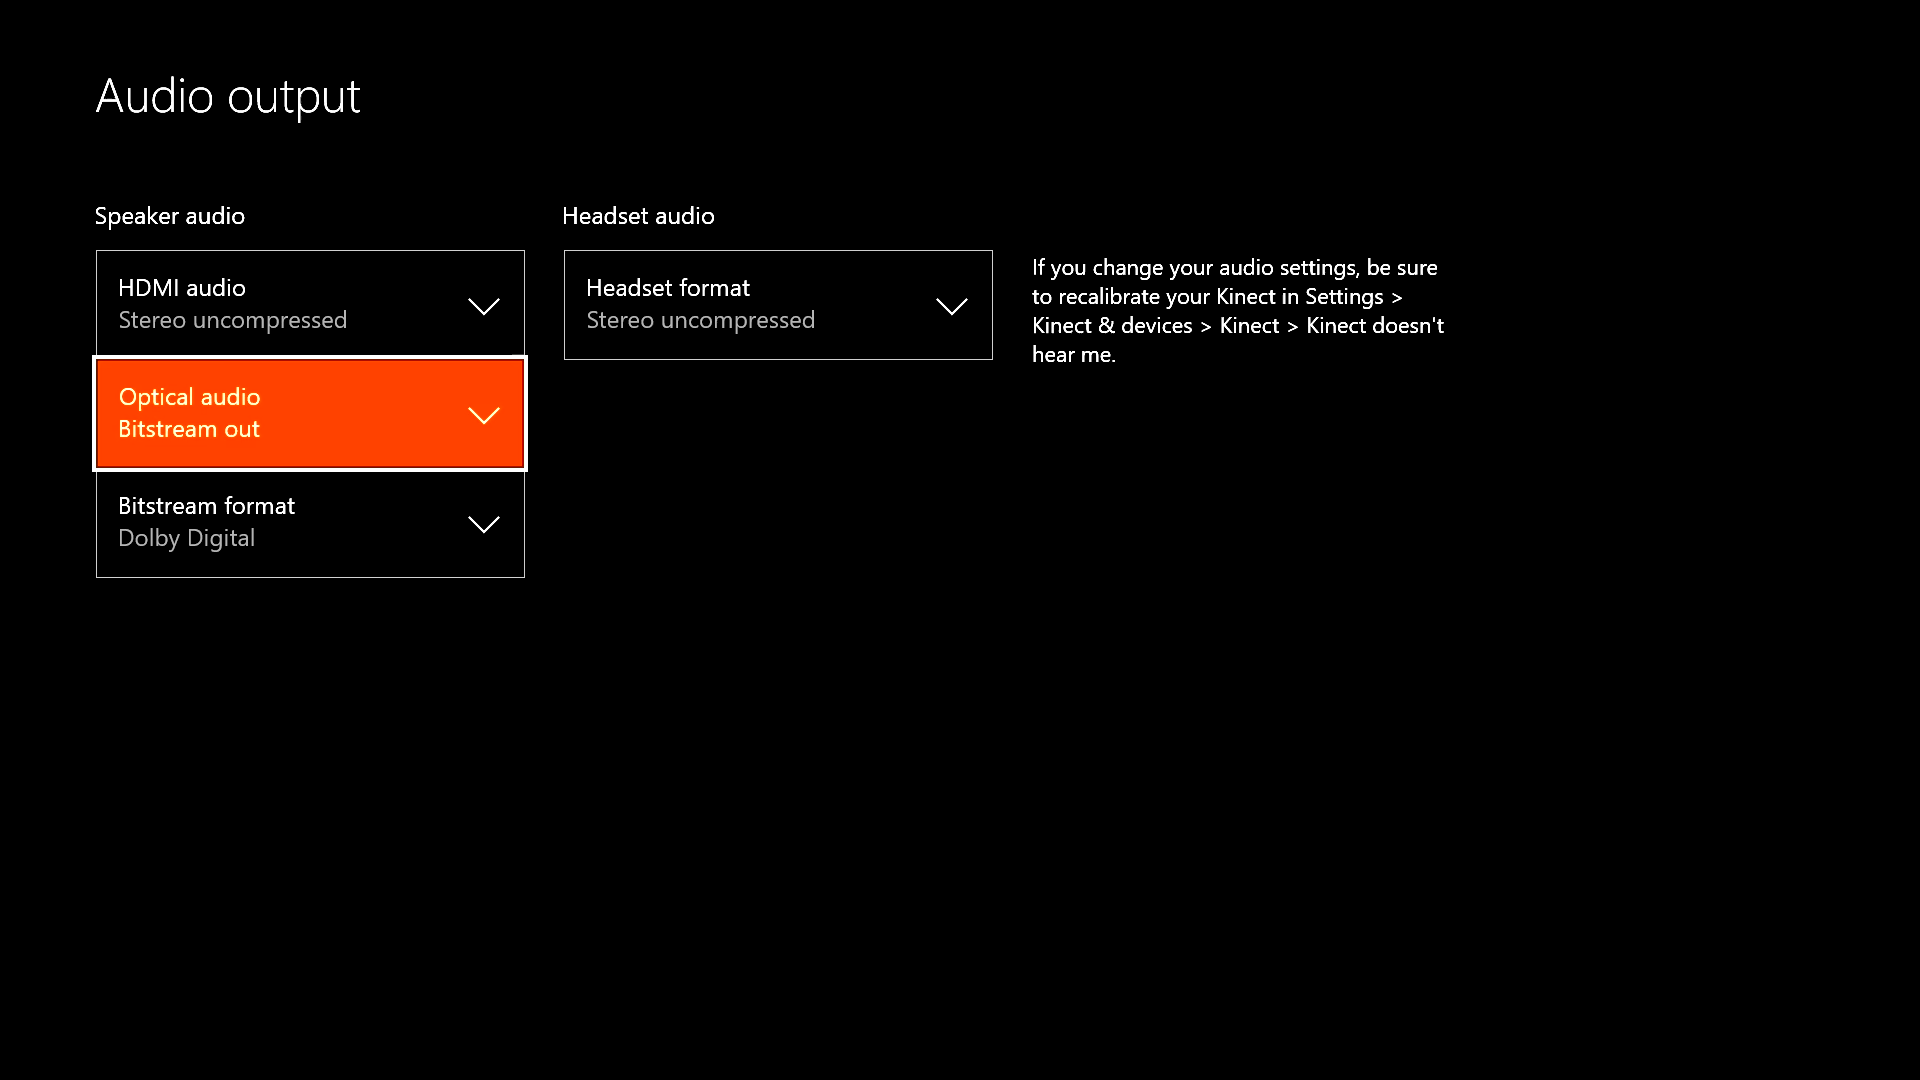 Audio output
Speaker audio
HDMI audio
Stereo uncompressed
Optical audio
Bitstream out
Bitstream format
Dolby Digital
Headset audio
Headset format
Stereo uncompressed
If you change your audio settings, be sure
to recalibrate your Kinect in Settings >
Kinect & devices > Kinect > Kinect doesn't
hear me.